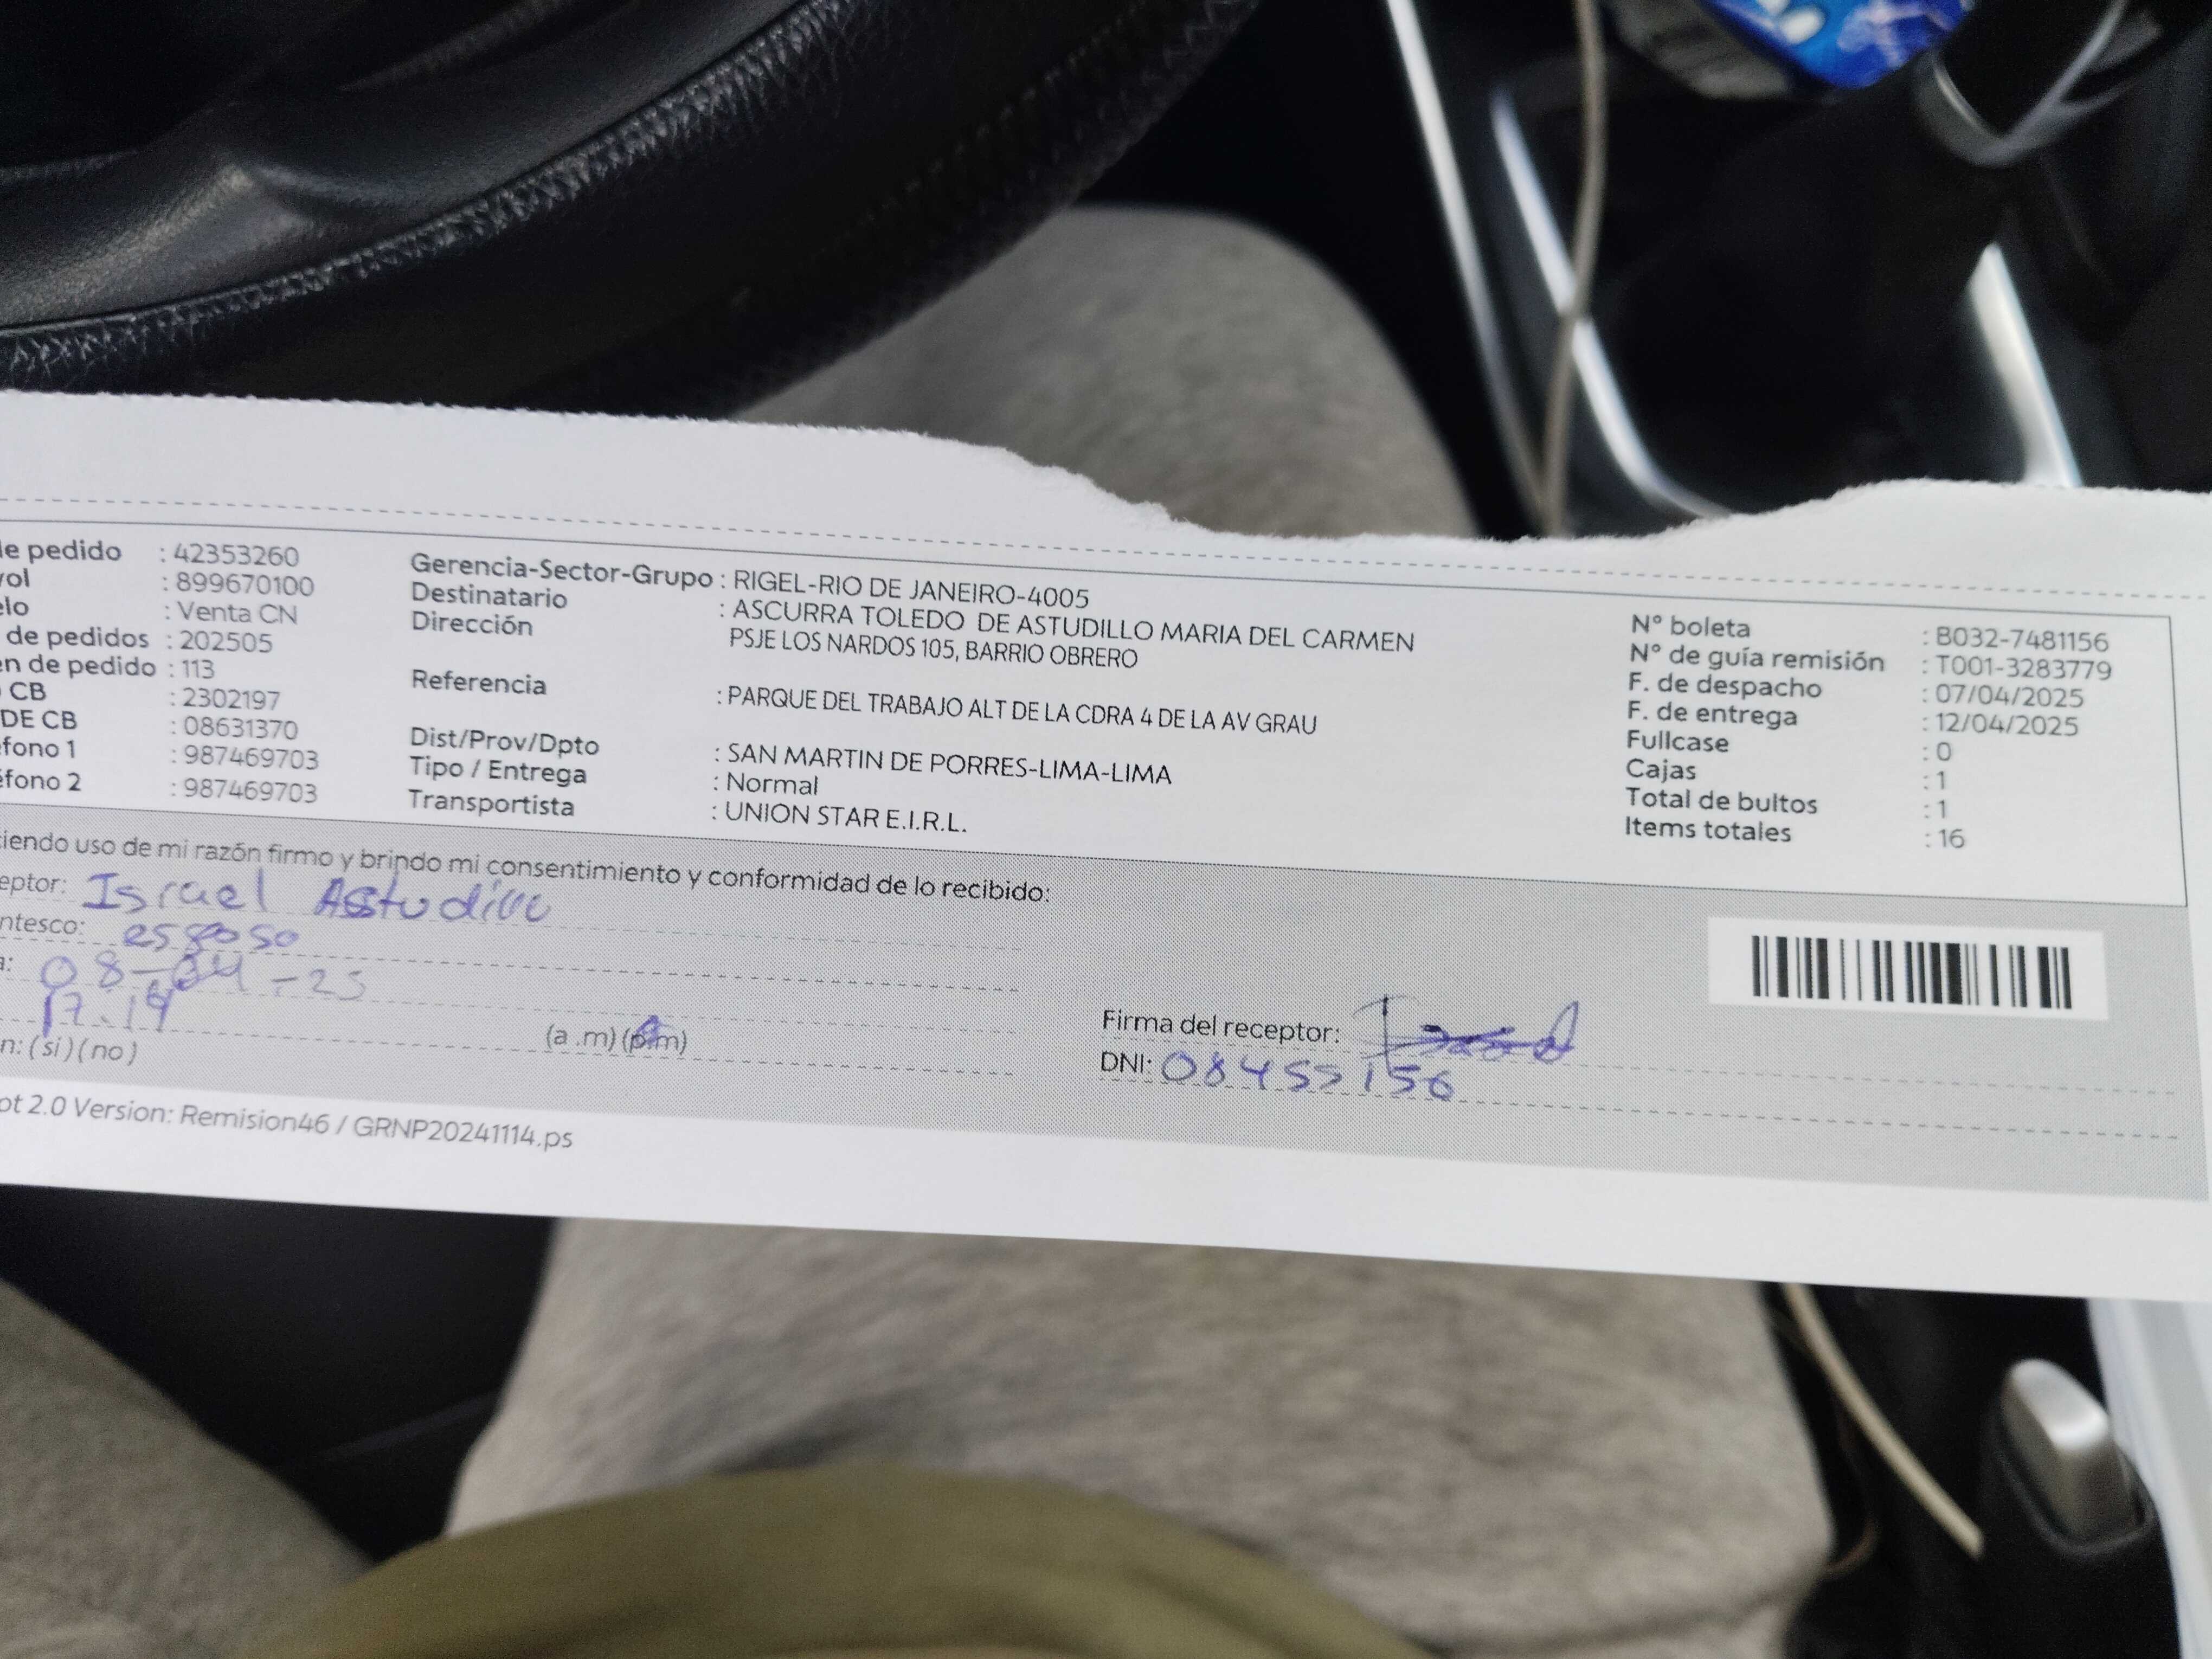 de pedido : 42353260
rol : 899670100
elo : Venta CN
de pedidos : 202505
en de pedido : 113
CB : 2302197
DE CB : 08631370
éfono 1 : 987469703
éfono 2 : 987469703
Gerencia-Sector-Grupo : RIGEL-RIO DE JANEIRO-4005
Destinatario : ASCURRA TOLEDO DE ASTUDILLO MARIA DEL CARMEN
Dirección PSJE LOS NARDOS 105, BARRIO OBRERO
Referencia : PARQUE DEL TRABAJO ALT DE LA CDRA 4 DE LA AV GRAU
Dist/Prov/Dpto : SAN MARTIN DE PORRES-LIMA-LIMA
Tipo / Entrega : Normal
Transportista : UNION STAR E.I.R.L.
N° boleta : B032-7481156
N° de guía remisión : T001-3283779
F. de despacho : 07/04/2025
F. de entrega : 12/04/2025
Fullcase : 0
Cajas : 1
Total de bultos : 1
Items totales : 16
ciendo uso de mi razón firmo y brindo mi consentimiento y conformidad de lo recibido:
eptor: Israel Astudillo
ntesco: esposo
a: 08-04-25
17.14 (a .m) (p.m)
n: (si) (no)
Firma del receptor:
DNI: 08455156
pt 2.0 Version: Remision46 / GRNP20241114.ps